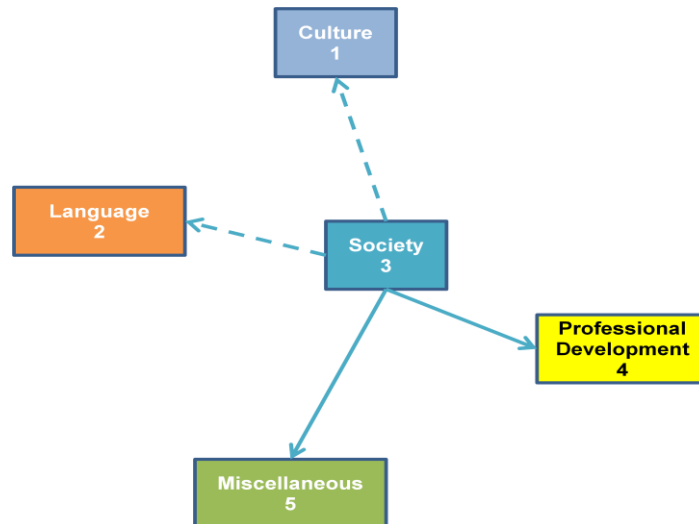 Culture
1
Language
2
Society
3
Professional
Development
4
Miscellaneous
5